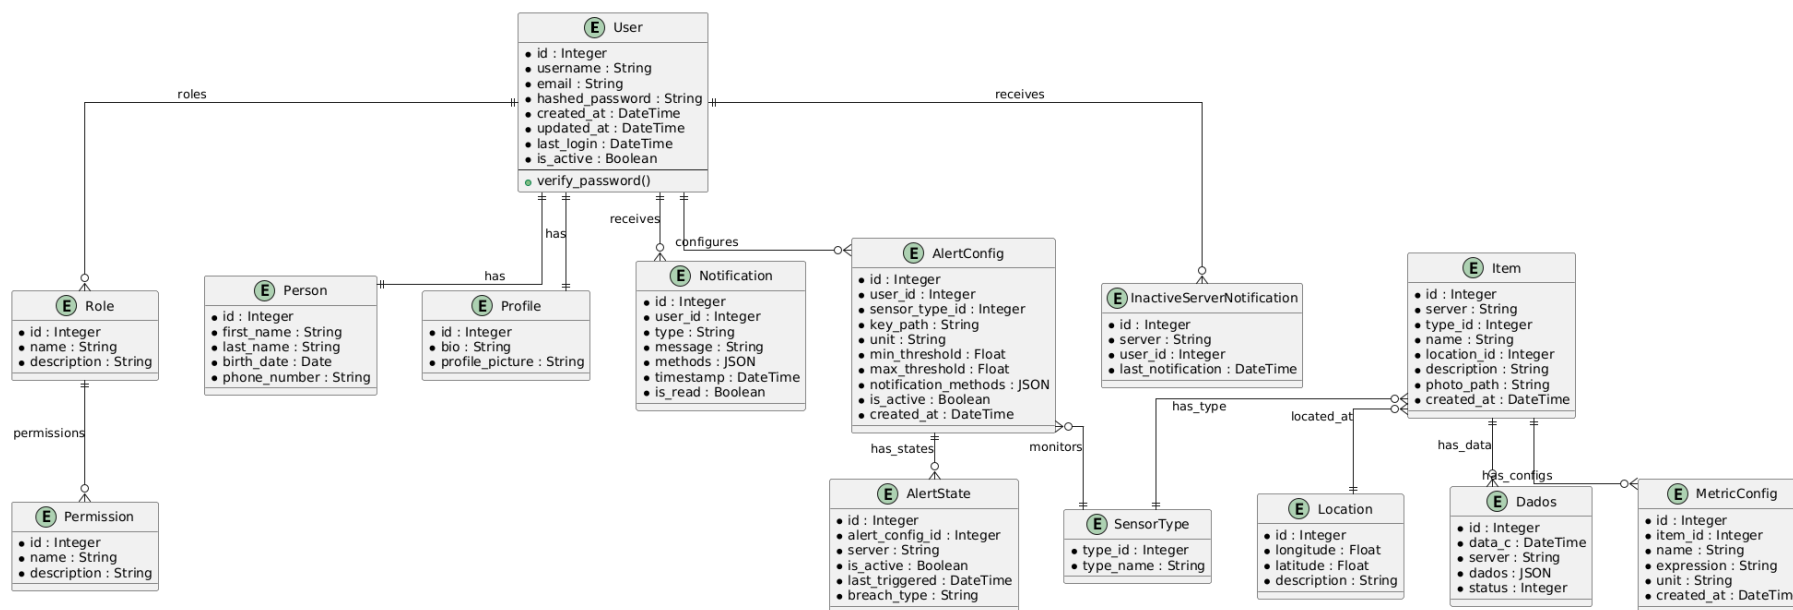 E User
id : Integer
username : String
email : String
hashed_password : String
created_at : DateTime
updated_at : DateTime
last_login : DateTime
is_active : Boolean
verify_password()
roles
receives
has
has
receives
configures
E Role
id : Integer
name : String
description : String
E Person
id : Integer
first_name : String
last_name : String
birth_date : Date
phone_number : String
E Profile
id : Integer
bio : String
profile_picture : String
E Notification
id : Integer
user_id : Integer
type : String
message : String
methods : JSON
timestamp : DateTime
is_read : Boolean
E AlertConfig
id : Integer
user_id : Integer
sensor_type_id : Integer
key_path : String
unit : String
min_threshold : Float
max_threshold : Float
notification_methods : JSON
is_active : Boolean
created_at : DateTime
E InactiveServerNotification
id : Integer
server : String
user_id : Integer
last_notification : DateTime
E Item
id : Integer
server : String
type_id : Integer
name : String
location_id : Integer
description : String
photo_path : String
created_at : DateTime
permissions
has_states
monitors
has_type
located_at
has_data
has_configs
E Permission
id : Integer
name : String
description : String
E AlertState
id : Integer
alert_config_id : Integer
server : String
is_active : Boolean
last_triggered : DateTime
breach_type : String
E SensorType
type_id : Integer
type_name : String
E Location
id : Integer
longitude : Float
latitude : Float
description : String
E Dados
id : Integer
data_c : DateTime
server : String
dados : JSON
status : Integer
E MetricConfig
id : Integer
item_id : Integer
name : String
expression : String
unit : String
created_at : DateTim